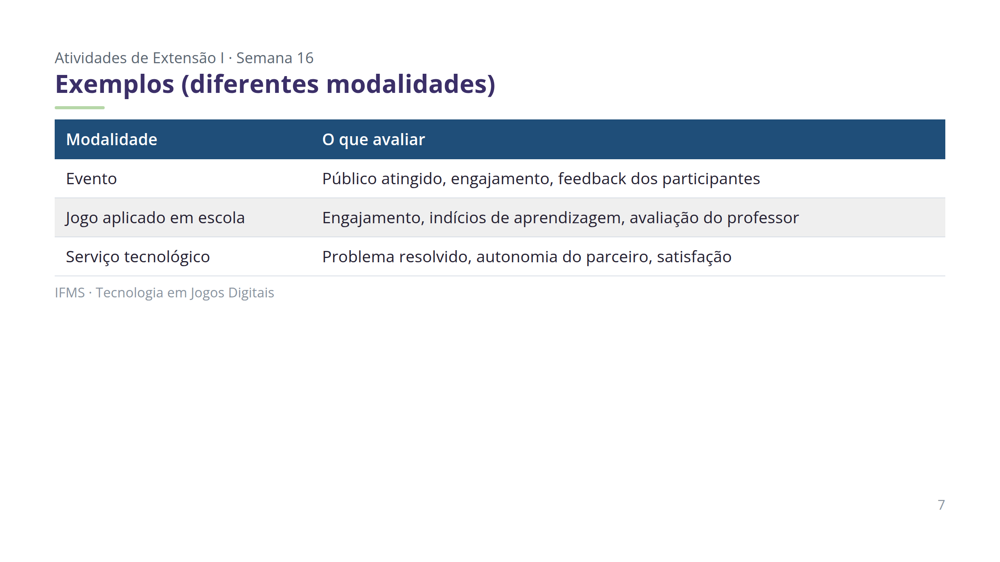 Atividades de Extensão I · Semana 16
Exemplos (diferentes modalidades)
Modalidade O que avaliar
Evento Público atingido, engajamento, feedback dos participantes
Jogo aplicado em escola Engajamento, indícios de aprendizagem, avaliação do professor
Serviço tecnológico Problema resolvido, autonomia do parceiro, satisfação
IFMS · Tecnologia em Jogos Digitais
7